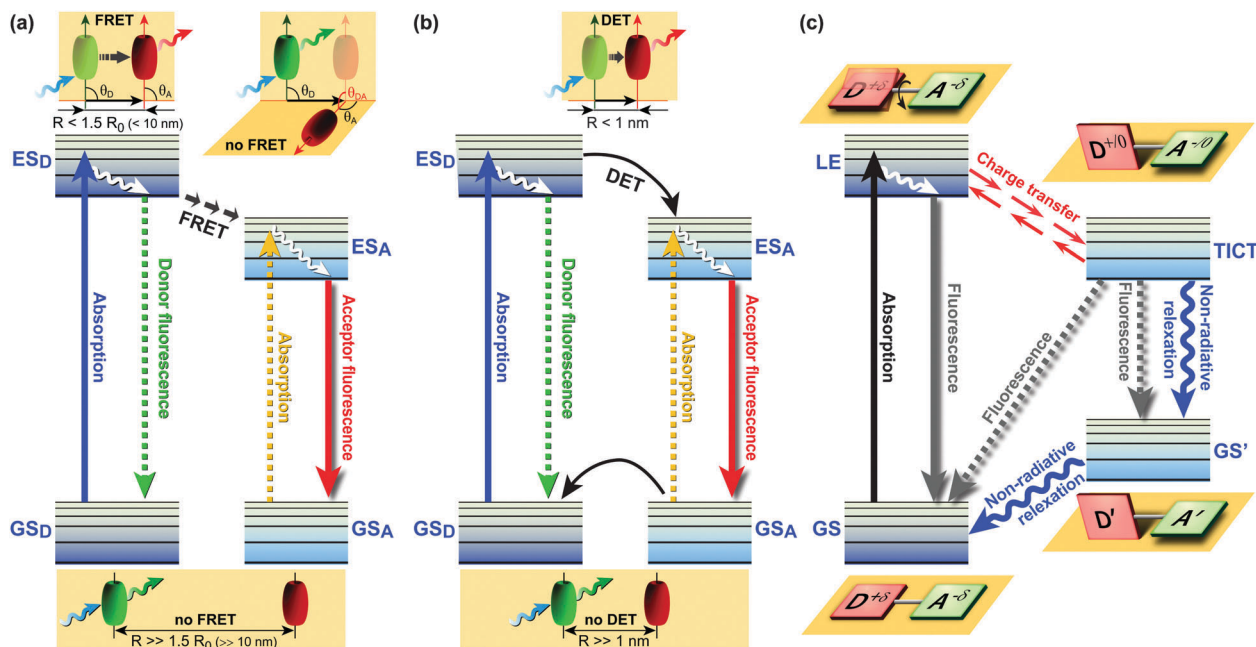 (a)
FRET
θD
θA
R < 1.5 R0 (< 10 nm)
θD
θDA
θA
no FRET
ESD
FRET
ESA
Absorption
Donor fluorescence
Absorption
Acceptor fluorescence
GSD
GSA
no FRET
R >> 1.5 R0 (>> 10 nm)
(b)
DET
R < 1 nm
ESD
DET
ESA
Absorption
Donor fluorescence
Absorption
Acceptor fluorescence
GSD
GSA
no DET
R >> 1 nm
(c)
D+δ
A-δ
D+/0
A-/0
LE
Charge transfer
TICT
Absorption
Fluorescence
Fluorescence
Fluorescence
Non-radiative
relexation
GS'
Non-radiative
relexation
GS
D'
A'
D+δ
A-δ